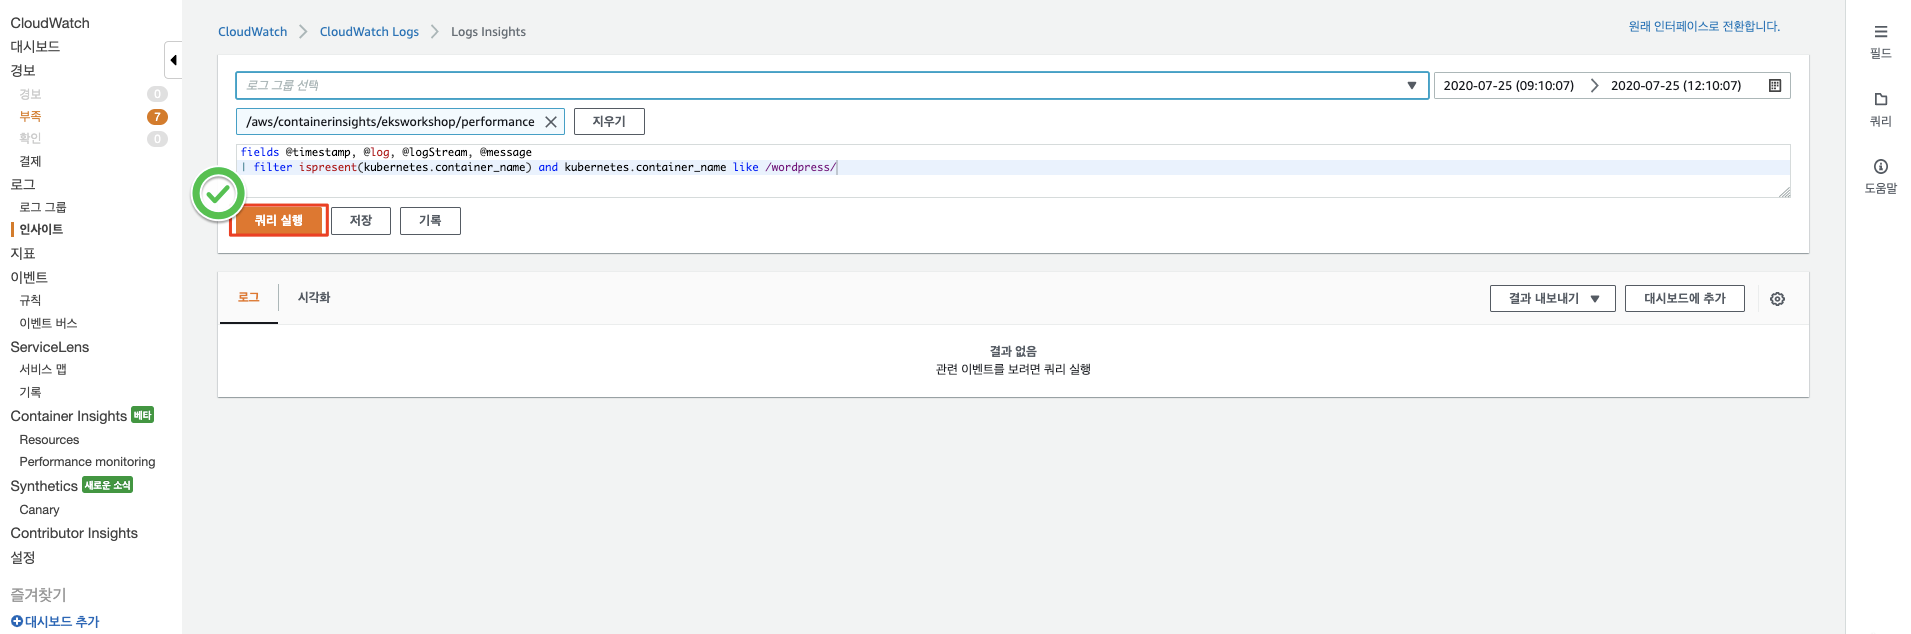 CloudWatch
대시보드
경보
경보 0
부족 7
확인 0
결제
로그
로그 그룹
인사이트
지표
이벤트
규칙
이벤트 버스
ServiceLens
서비스 맵
기록
Container Insights 베타
Resources
Performance monitoring
Synthetics 새로운 소식
Canary
Contributor Insights
설정
즐겨찾기
대시보드 추가
CloudWatch CloudWatch Logs Logs Insights
원래 인터페이스로 전환합니다.
로그 그룹 선택
2020-07-25 (09:10:07) 2020-07-25 (12:10:07)
/aws/containerinsights/eksworkshop/performance 지우기
fields @timestamp, @log, @logStream, @message
| filter ispresent(kubernetes.container_name) and kubernetes.container_name like /wordpress/
쿼리 실행 저장 기록
로그 시각화 결과 내보내기 대시보드에 추가
결과 없음
관련 이벤트를 보려면 쿼리 실행
필드
쿼리
도움말